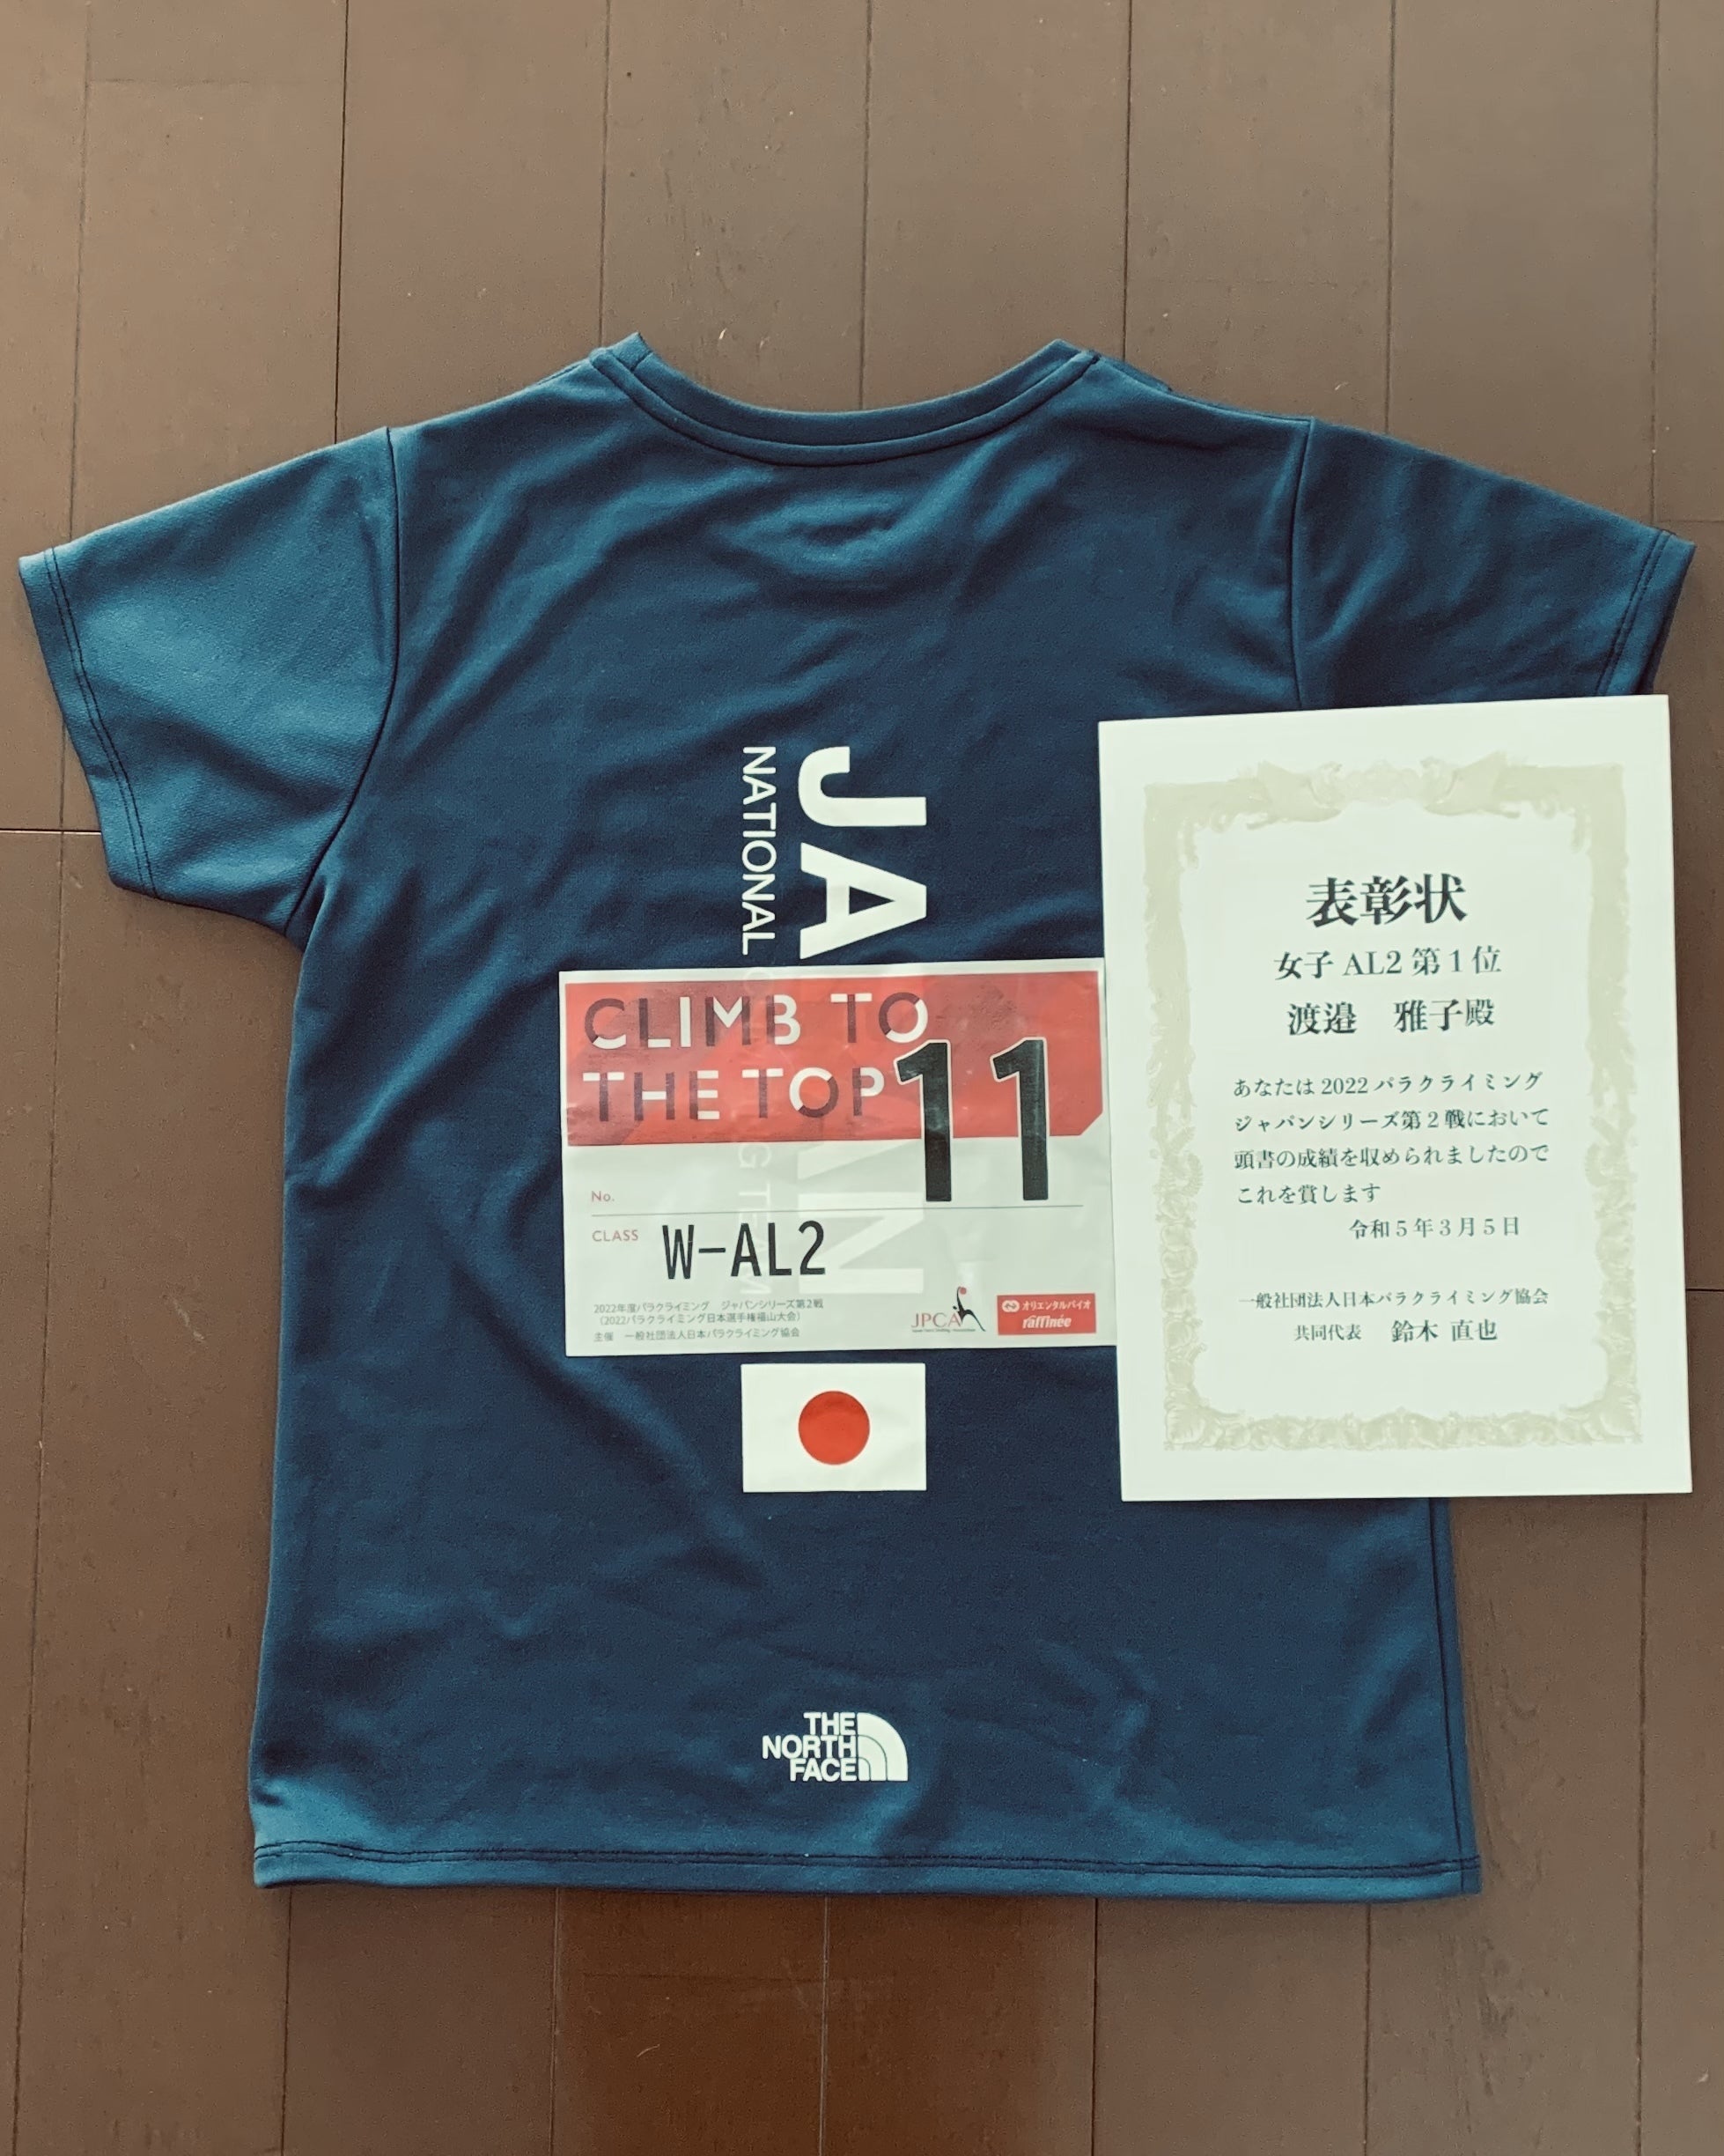 JA AN
NATIONAL
G TEAM
CLIMB TO
THE TOP
11
No.
CLASS W-AL2
2022年度パラクライミング ジャパンシリーズ第2戦
(2022パラクライミング日本選手権福山大会)
主催 一般社団法人日本パラクライミング協会
JPCA
オリエンタルバイオ
raffinée
THE
NORTH
FACE
表彰状
女子 AL2 第1位
渡邉 雅子殿
あなたは 2022 パラクライミング
ジャパンシリーズ第2戦において
頭書の成績を収められましたので
これを賞します
令和5年3月5日
一般社団法人日本パラクライミング協会
共同代表 鈴木 直也